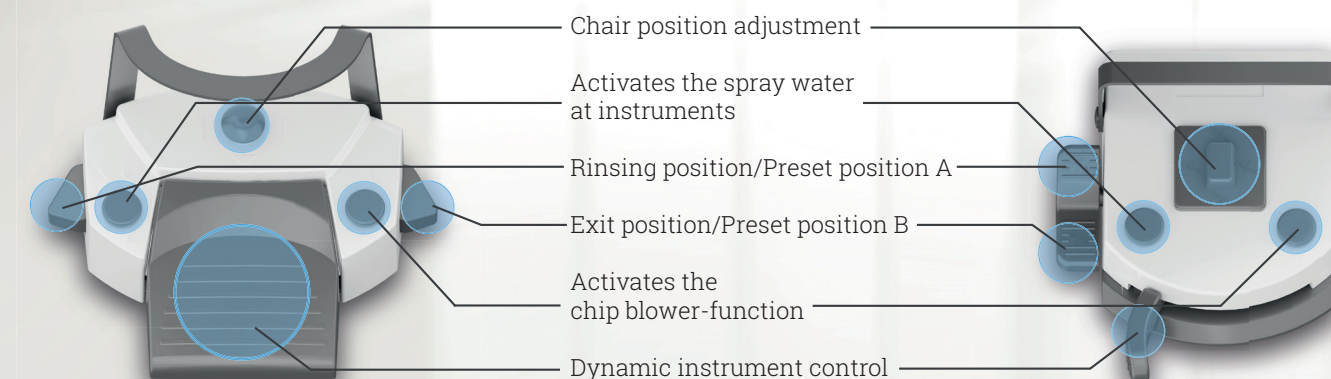 Chair position adjustment
Activates the spray water
at instruments
Rinsing position/Preset position A
Exit position/Preset position B
Activates the
chip blower-function
Dynamic instrument control